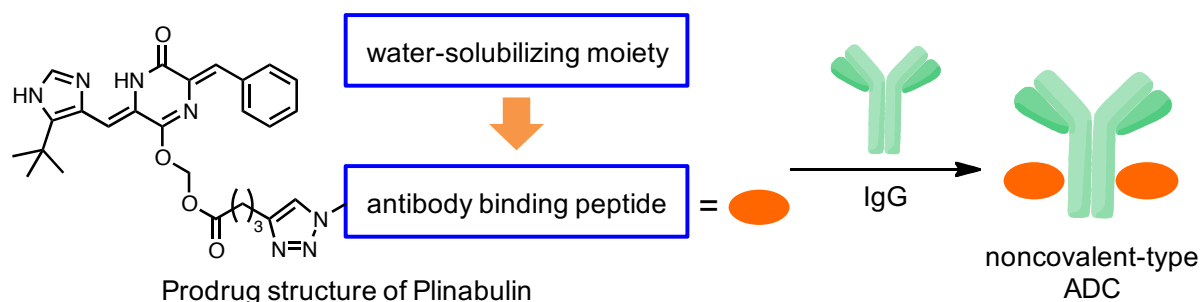 water-solubilizing moiety
O
HN
N
HN
N
O
O
O
( )3
N
N=N
antibody binding peptide
=
IgG
noncovalent-type
ADC
Prodrug structure of Plinabulin